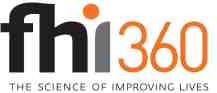 fhi360
THE SCIENCE OF IMPROVING LIVES